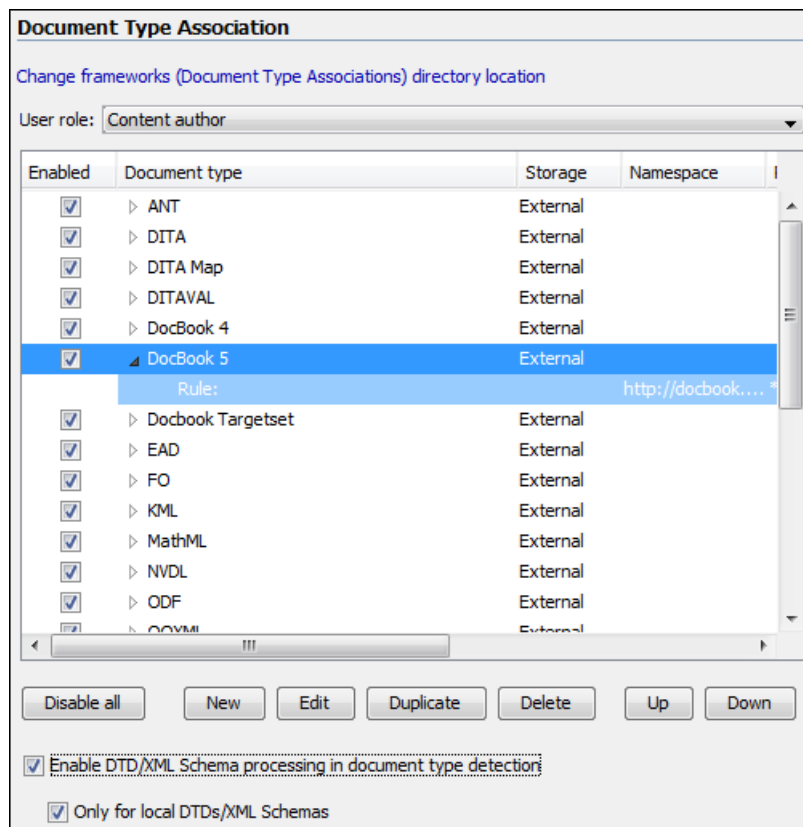 Document Type Association
Change frameworks (Document Type Associations) directory location
User role: Content author
Enabled Document type Storage Namespace
ANT External
DITA External
DITA Map External
DITAVAL External
DocBook 4 External
DocBook 5 External
Rule: http://docbook.... *
Docbook Targetset External
EAD External
FO External
KML External
MathML External
NVDL External
ODF External
OOXML External
Disable all New Edit Duplicate Delete Up Down
Enable DTD/XML Schema processing in document type detection
Only for local DTDs/XML Schemas